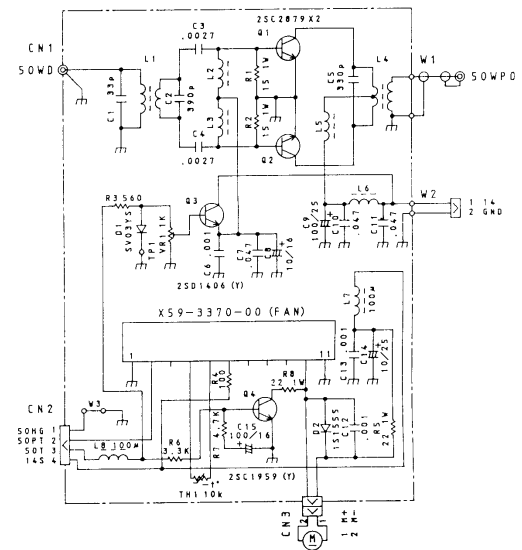 2SC2879X2
CN1
50WD
C3
.0027
Q1
L1
L2
L3
L4
W1
50WPO
33p
C1
C2
390p
R1
15 1W
R2
15 1W
C5
330p
C4
.0027
Q2
L5
L6
W2
1 14
2 GND
R3 560
Q3
D1
SV03YS
TP1
VR1 1K
C9
100/25
C10
.047
C11
.047
C6
.001
C7
.047
C8
10/16
2SD1406(Y)
L7
100μ
X59-3370-00(FAN)
1
11
R4
100
R8
22 1W
C13
.001
C14
10/25
Q4
CN2
W3
50HG 1
50PT 2
50T 3
14S 4
L8 100μ
R6
3.3K
R7
4.7K
C15
100/16
D2
1S1555
C12
.001
R5
22 1W
2SC1959(Y)
-t°
TH1 10k
CN3
2
1
M
1 M+
2 M-